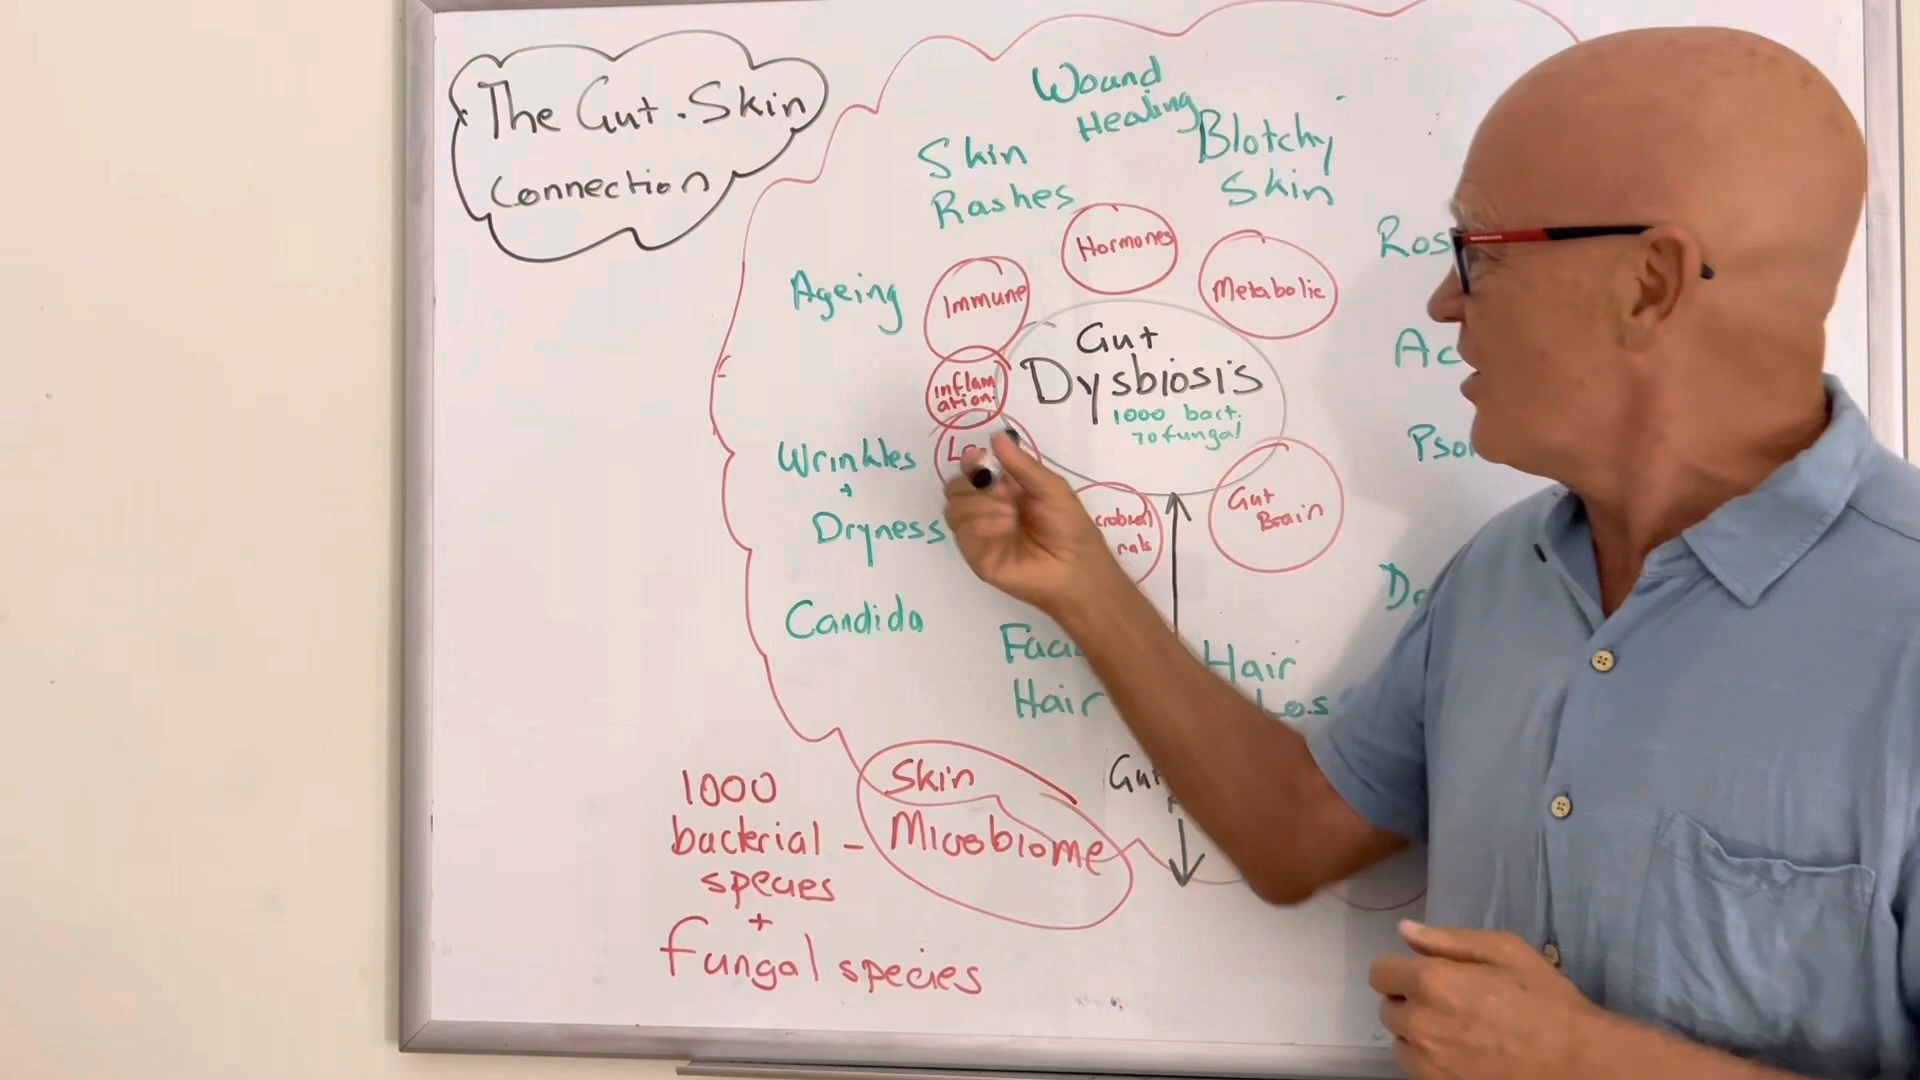 The Gut . Skin
Connection
Wound
Healing
Blotchy
Skin
Skin
Rashes
Hormones
Metabolic
Immune
Ageing
Gut
Dysbiosis
1000 bact.
70 fungal
inflam
ation.
Wrinkles
+
Dryness
Gut
Brain
Candida
Hair
Hair
Skin
Microbiome
1000
bacterial -
species
+
fungal species